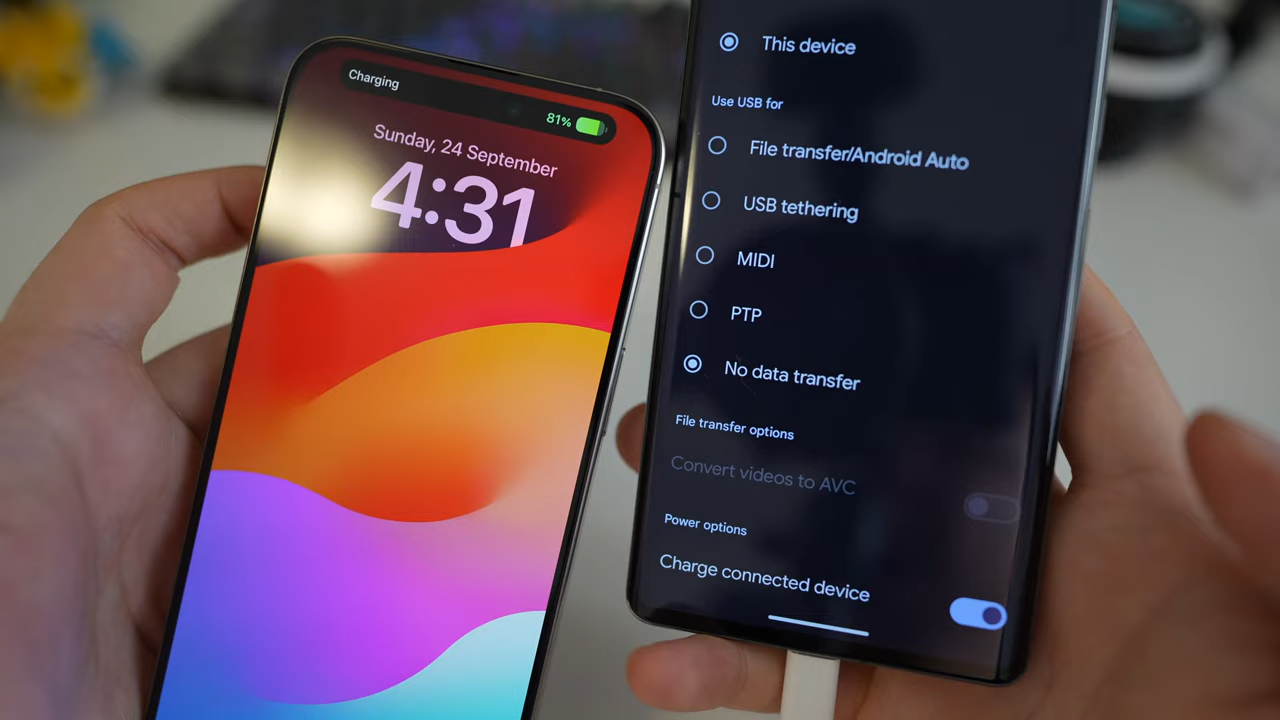 Charging
81%
Sunday, 24 September
4:31
This device
Use USB for
File transfer/Android Auto
USB tethering
MIDI
PTP
No data transfer
File transfer options
Convert videos to AVC
Power options
Charge connected device